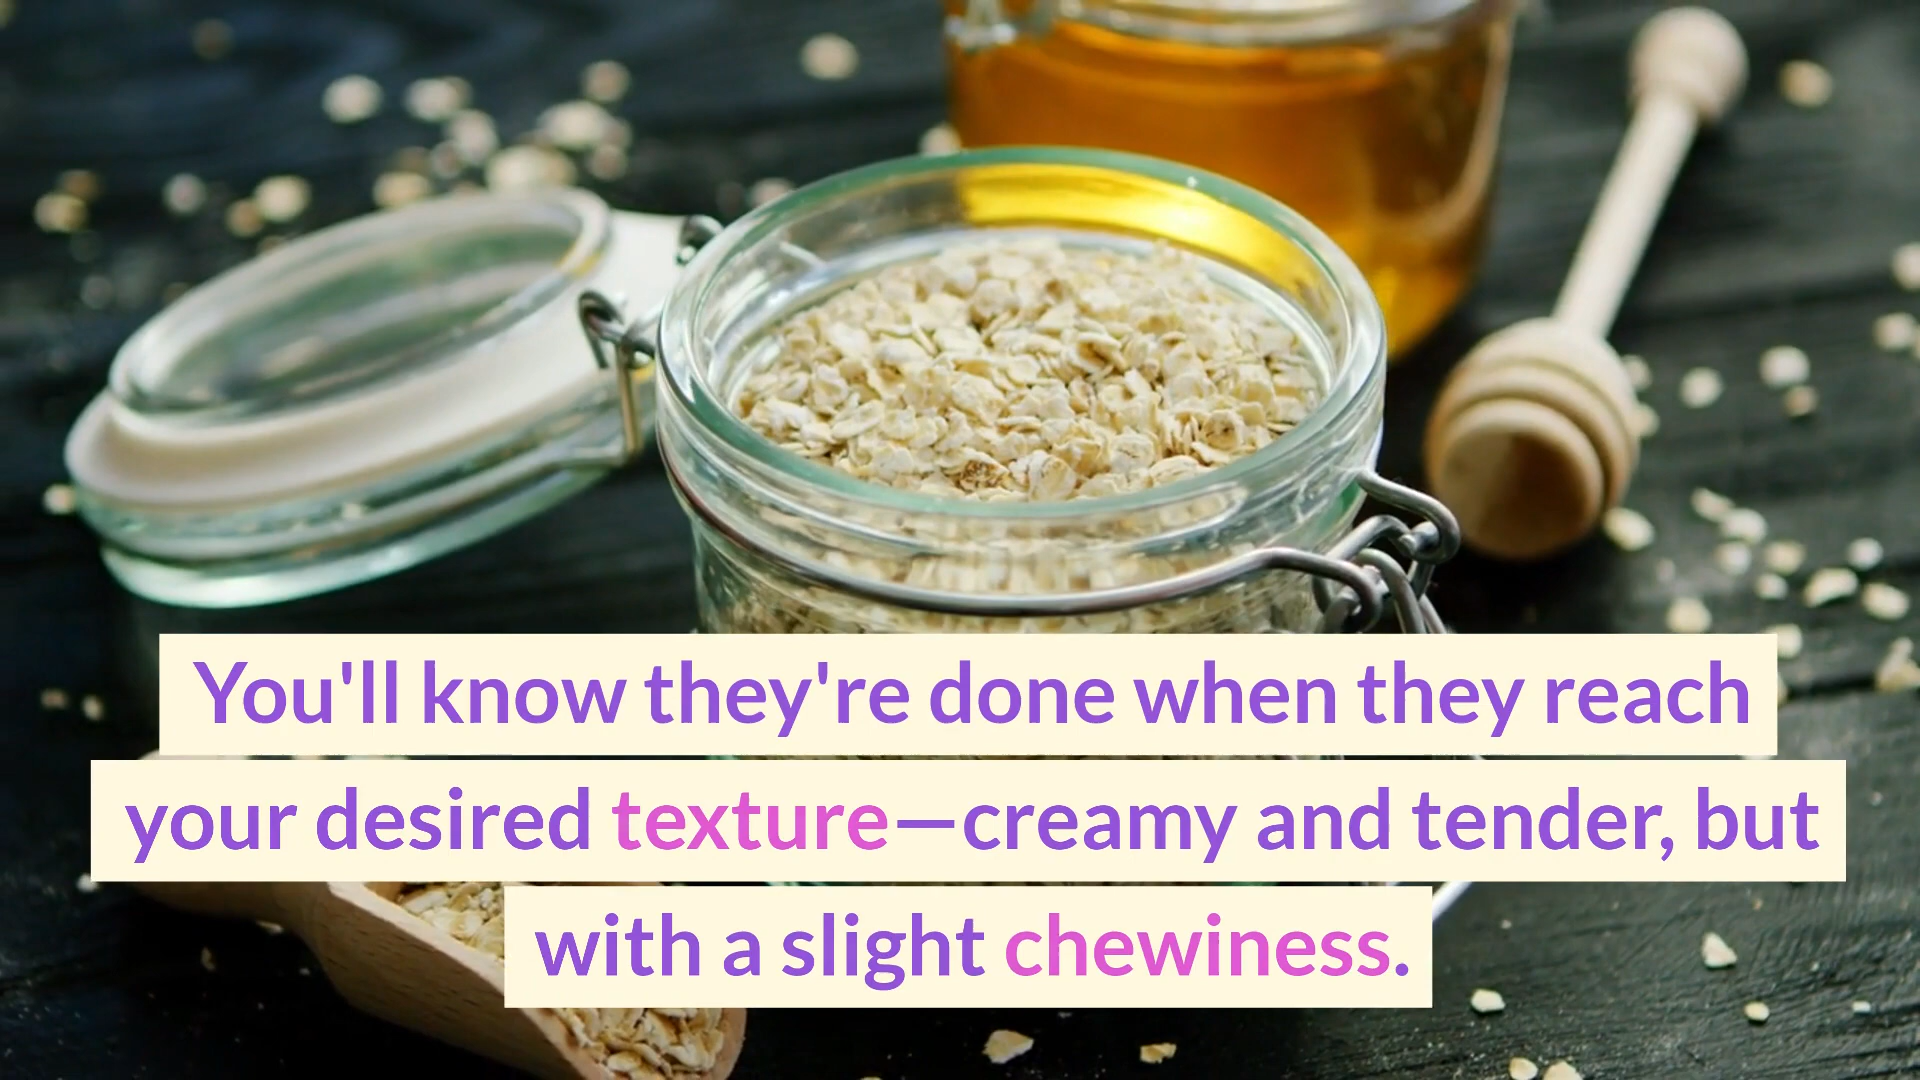 You'll know they're done when they reach
your desired texture—creamy and tender, but
with a slight chewiness.